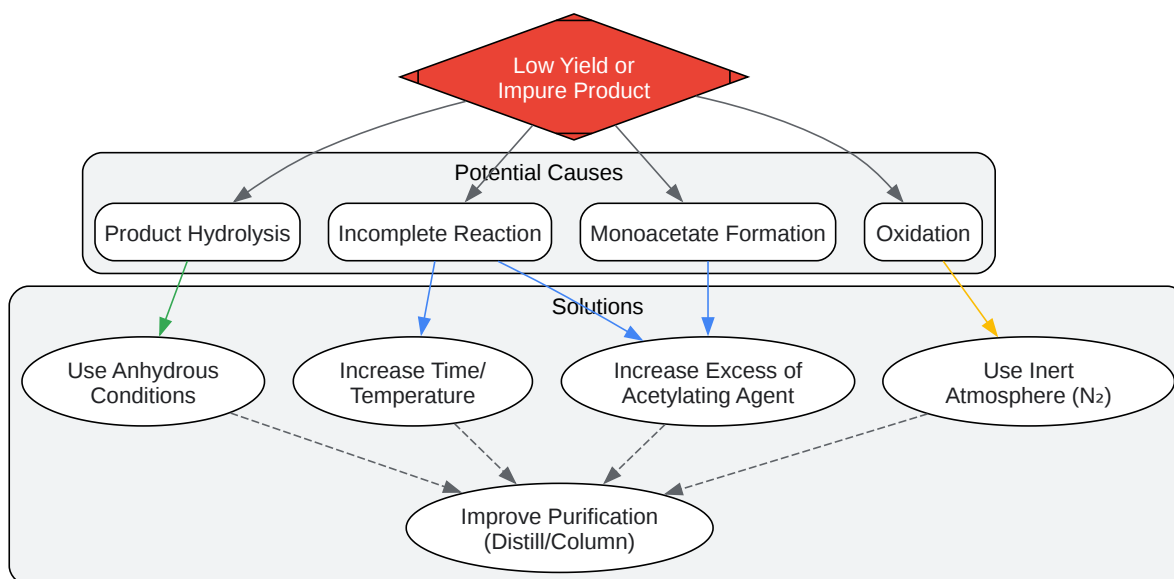 Low Yield or
Impure Product
Potential Causes
Product Hydrolysis
Incomplete Reaction
Monoacetate Formation
Oxidation
Solutions
Use Anhydrous
Conditions
Increase Time/
Temperature
Increase Excess of
Acetylating Agent
Use Inert
Atmosphere (N₂)
Improve Purification
(Distill/Column)